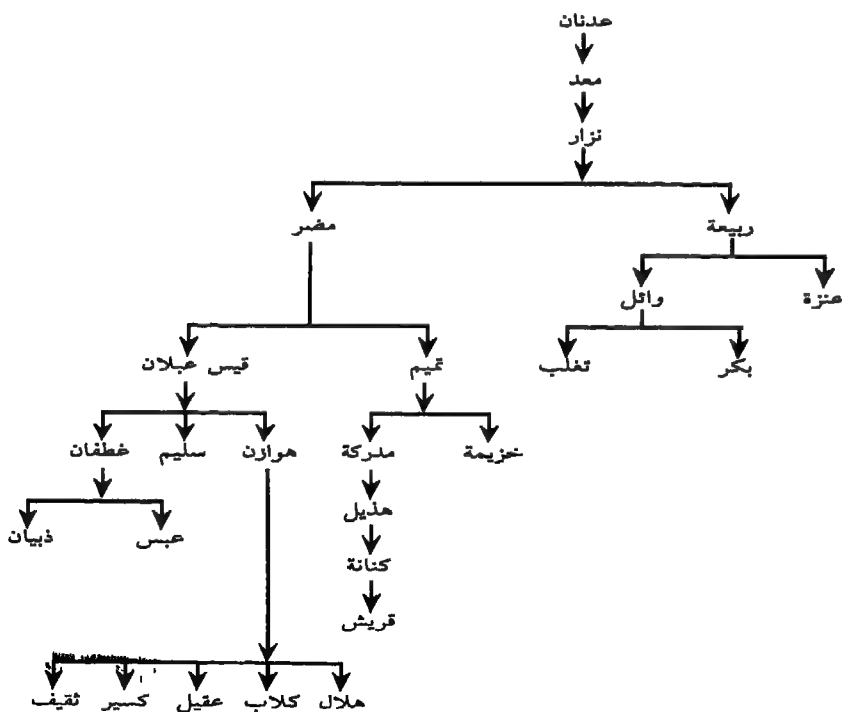 عدنان
معد
نزار
ربيعة مضر
عنزة وائل
بكر تغلب تميم قيس عبلان
خزيمة مدركة هوازن سليم غطفان
هذيل عبس ذبيان
كنانة
قريش
هلال كلاب عقيل كسير ثقيف